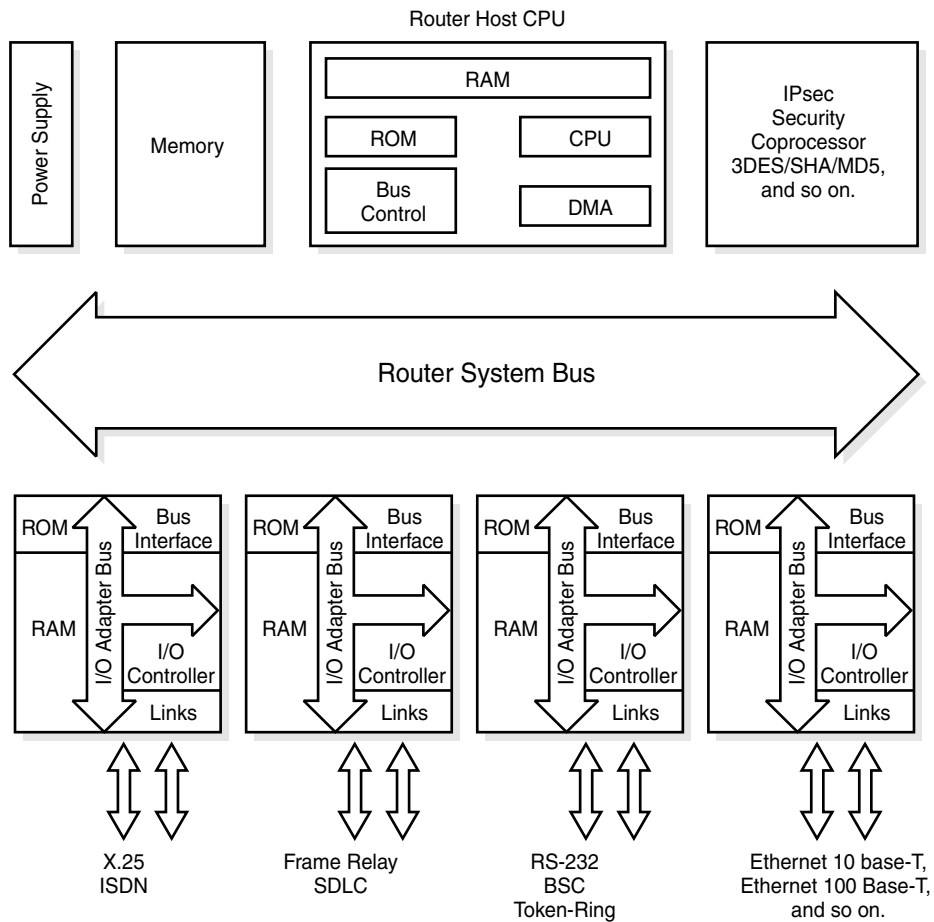 Router Host CPU
Power Supply
Memory
RAM
ROM
CPU
Bus
Control
DMA
IPsec
Security
Coprocessor
3DES/SHA/MD5,
and so on.
Router System Bus
ROM
I/O Adapter Bus
Bus
Interface
RAM
I/O
Controller
Links
X.25
ISDN
ROM
I/O Adapter Bus
Bus
Interface
RAM
I/O
Controller
Links
Frame Relay
SDLC
ROM
I/O Adapter Bus
Bus
Interface
RAM
I/O
Controller
Links
RS-232
BSC
Token-Ring
ROM
I/O Adapter Bus
Bus
Interface
RAM
I/O
Controller
Links
Ethernet 10 base-T,
Ethernet 100 Base-T,
and so on.